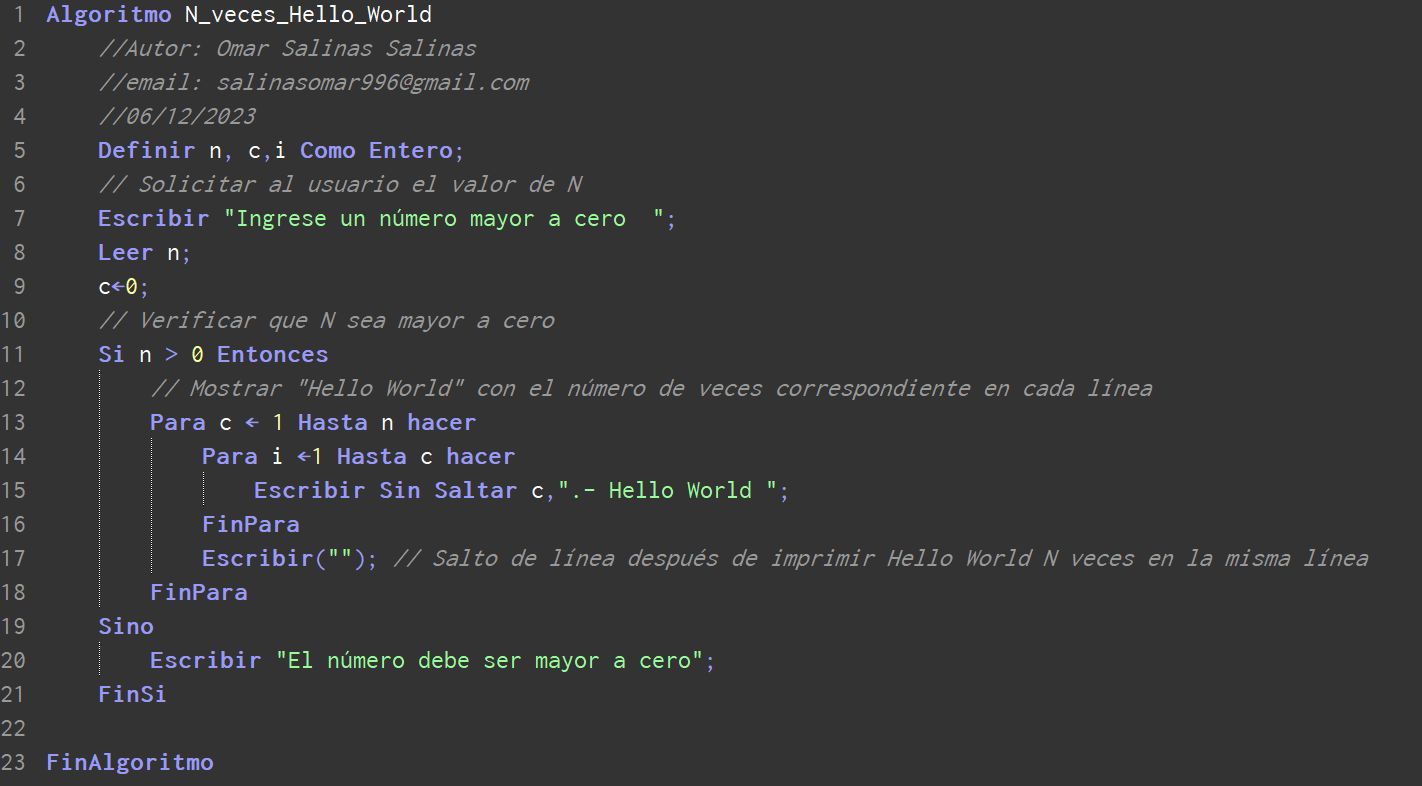 1 Algoritmo N_veces_Hello_World
2 //Autor: Omar Salinas Salinas
3 //email: salinasomar996@gmail.com
4 //06/12/2023
5 Definir n, c,i Como Entero;
6 // Solicitar al usuario el valor de N
7 Escribir "Ingrese un número mayor a cero  ";
8 Leer n;
9 c←0;
10 // Verificar que N sea mayor a cero
11 Si n > 0 Entonces
12 // Mostrar "Hello World" con el número de veces correspondiente en cada línea
13 Para c ← 1 Hasta n hacer
14 Para i ←1 Hasta c hacer
15 Escribir Sin Saltar c,".- Hello World ";
16 FinPara
17 Escribir(""); // Salto de línea después de imprimir Hello World N veces en la misma línea
18 FinPara
19 Sino
20 Escribir "El número debe ser mayor a cero";
21 FinSi
22
23 FinAlgoritmo